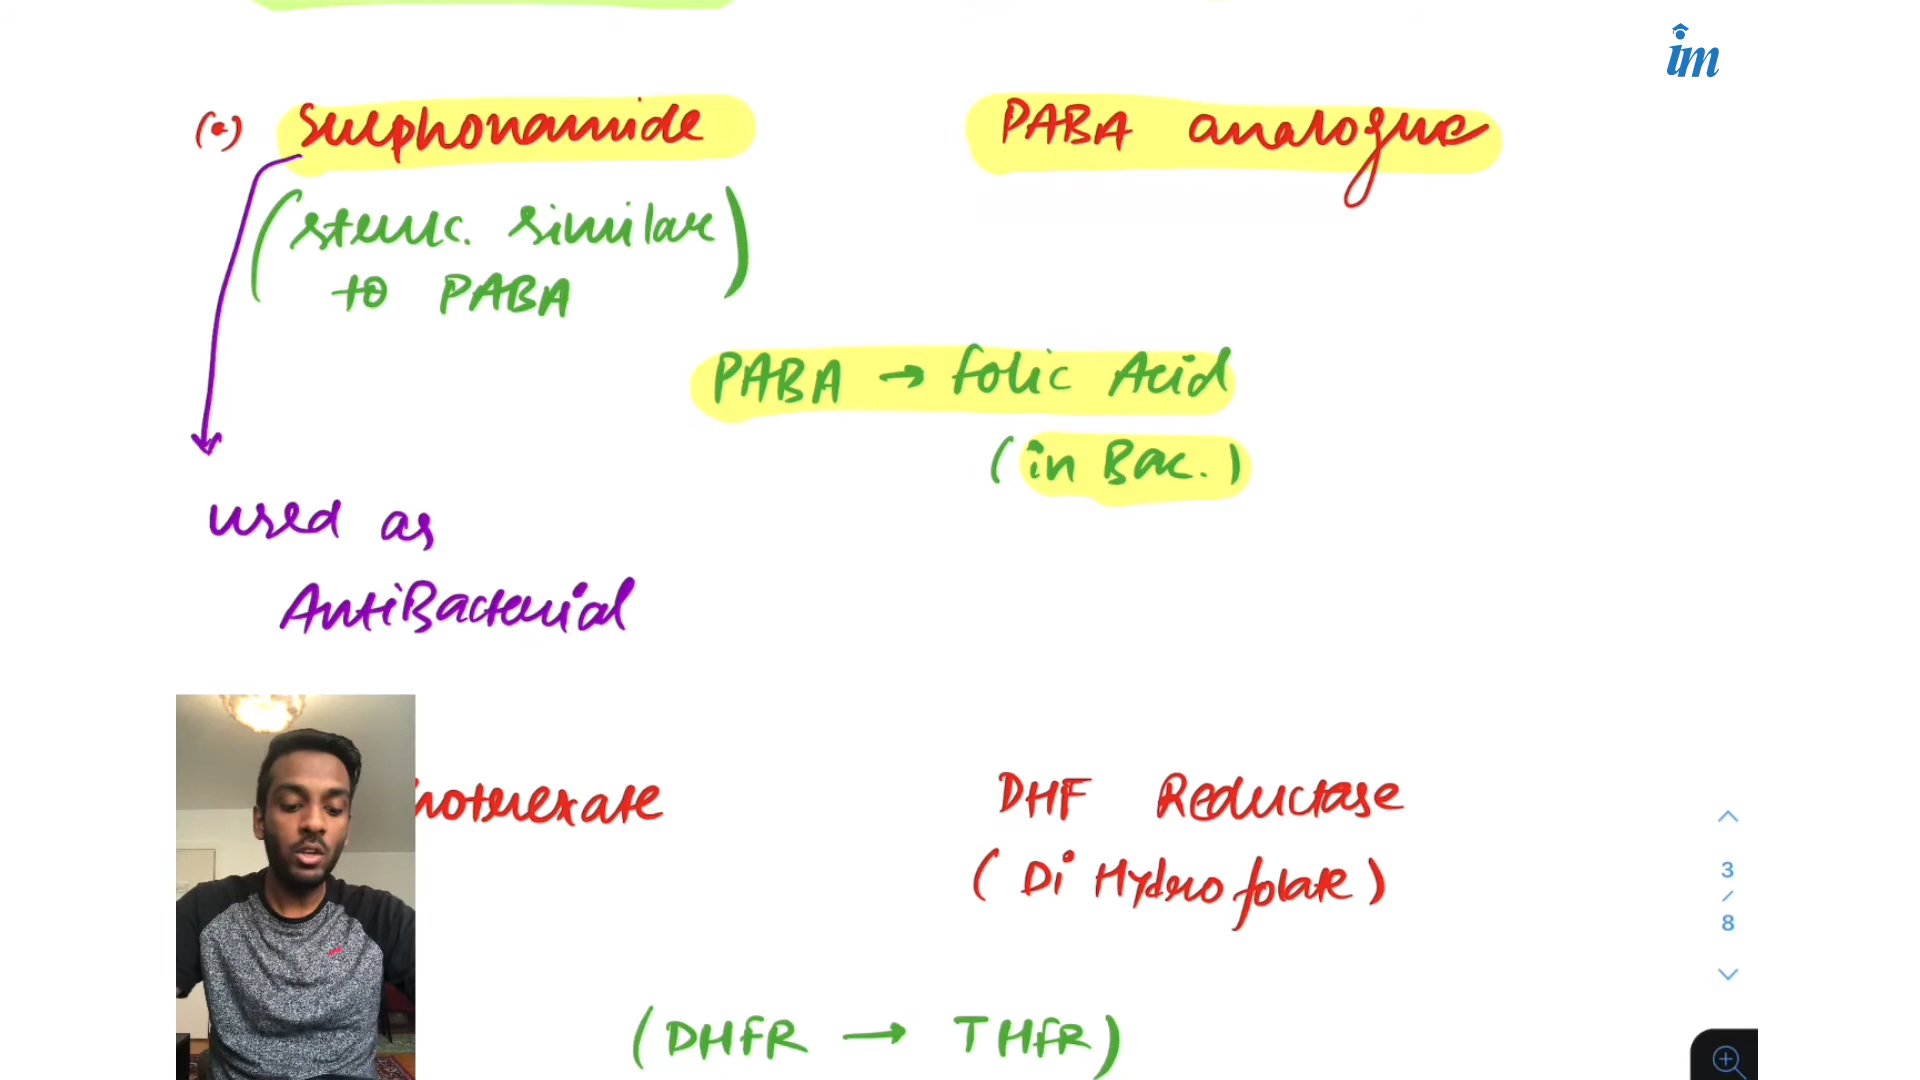 im
(a) Sulphonamide PABA analogue
(struc. similar
to PABA)
PABA → folic Acid
(in Bac.)
used as
AntiBacterial
hotrexate DHF Reductase
(Di Hydro folate)
(DHFR → THFR)
3
/
8